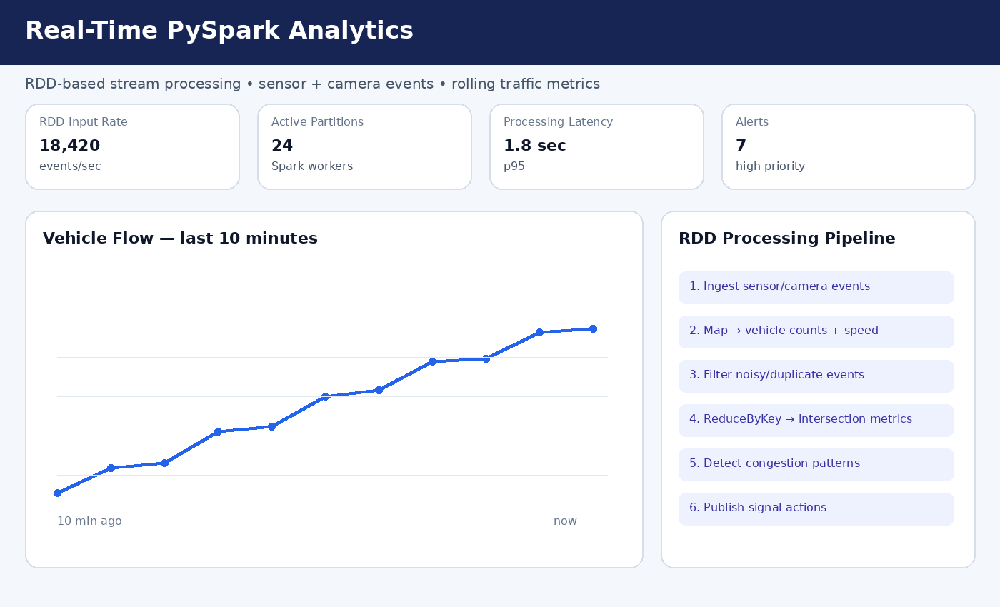 Real-Time PySpark Analytics
RDD-based stream processing • sensor + camera events • rolling traffic metrics
RDD Input Rate
18,420
events/sec
Active Partitions
24
Spark workers
Processing Latency
1.8 sec
p95
Alerts
7
high priority
Vehicle Flow — last 10 minutes
10 min ago
now
RDD Processing Pipeline
1. Ingest sensor/camera events
2. Map → vehicle counts + speed
3. Filter noisy/duplicate events
4. ReduceByKey → intersection metrics
5. Detect congestion patterns
6. Publish signal actions